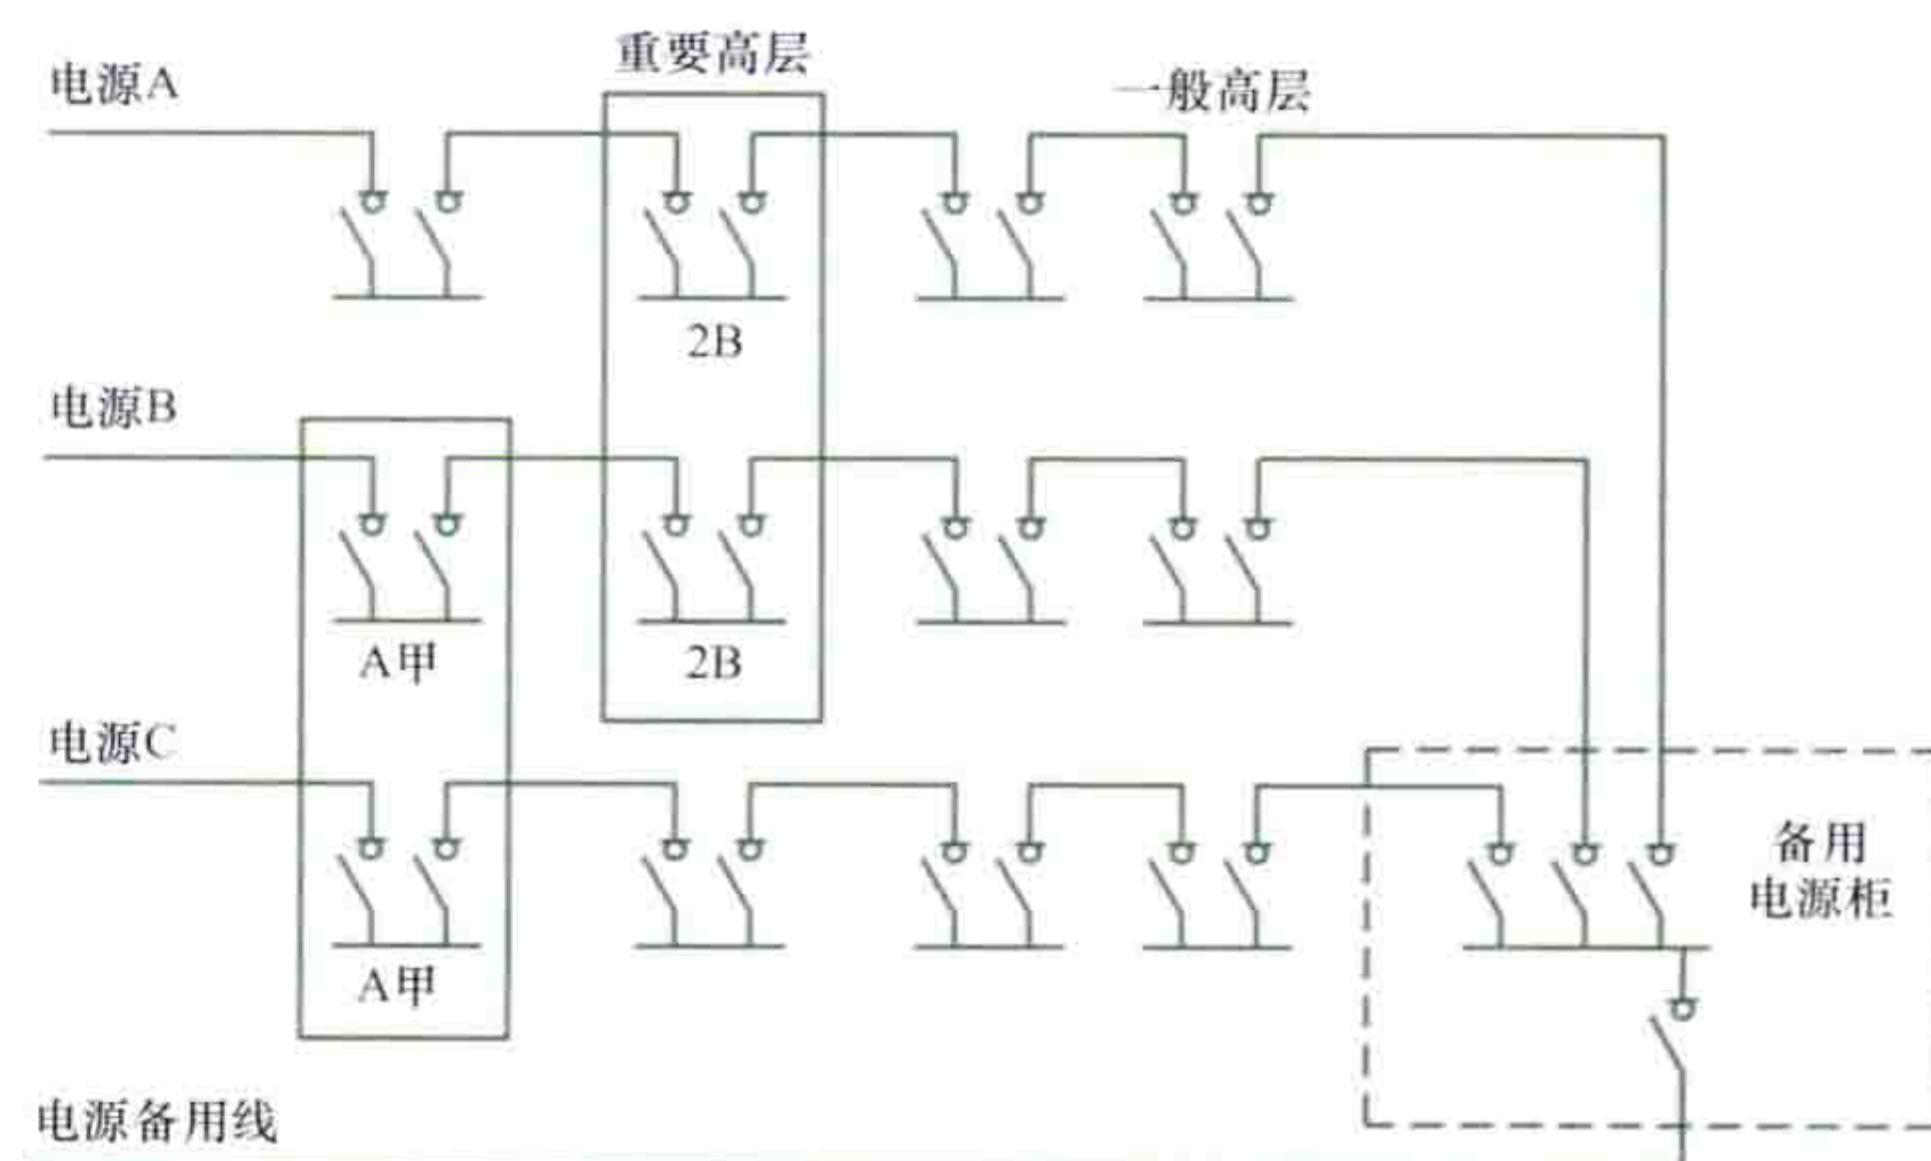 重要高层
电源A
一般高层
2B
电源B
A甲
2B
电源C
备用
电源柜
A甲
电源备用线